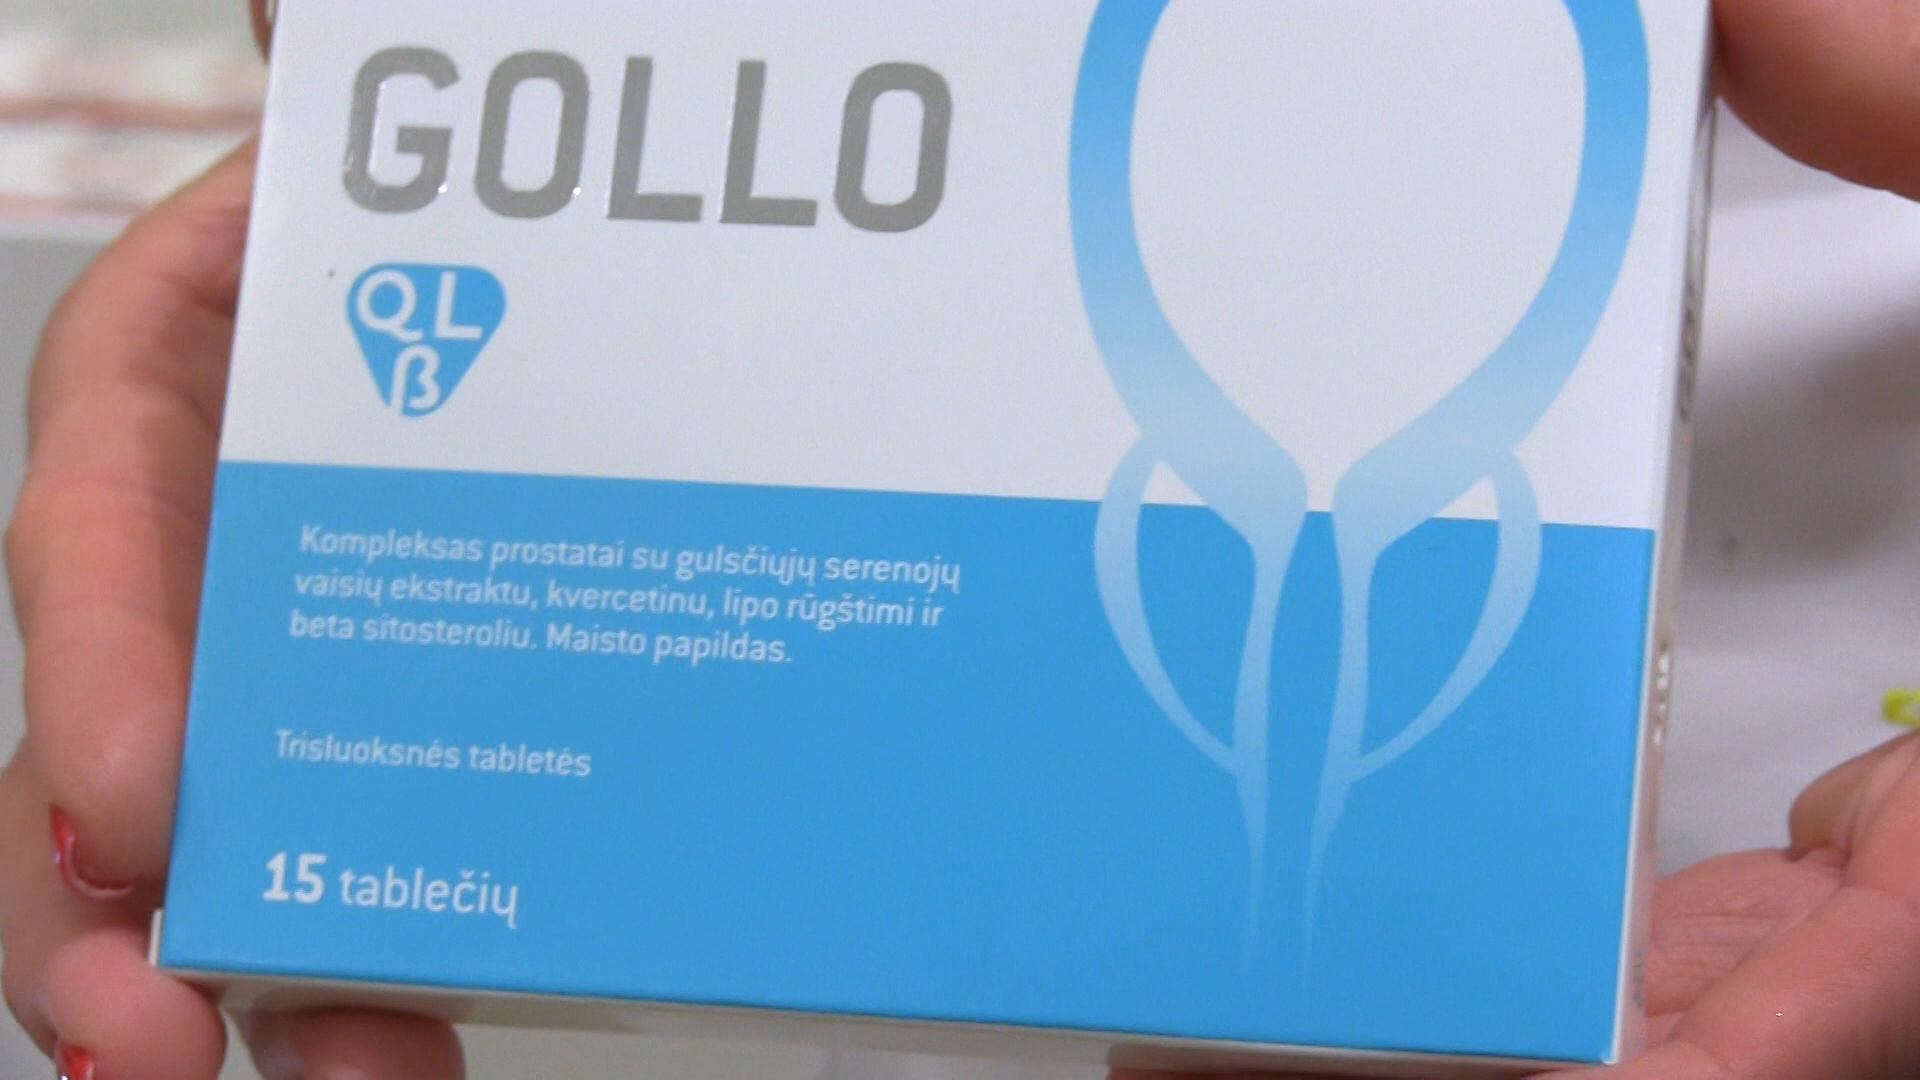 GOLLO
QL
β
Kompleksas prostatai su gulsčiųjų serenojų
vaisių ekstraktu, kvercetinu, lipo rūgštimi ir
beta sitosteroliu. Maisto papildas.
Trisluoksnės tabletės
15 tablečių